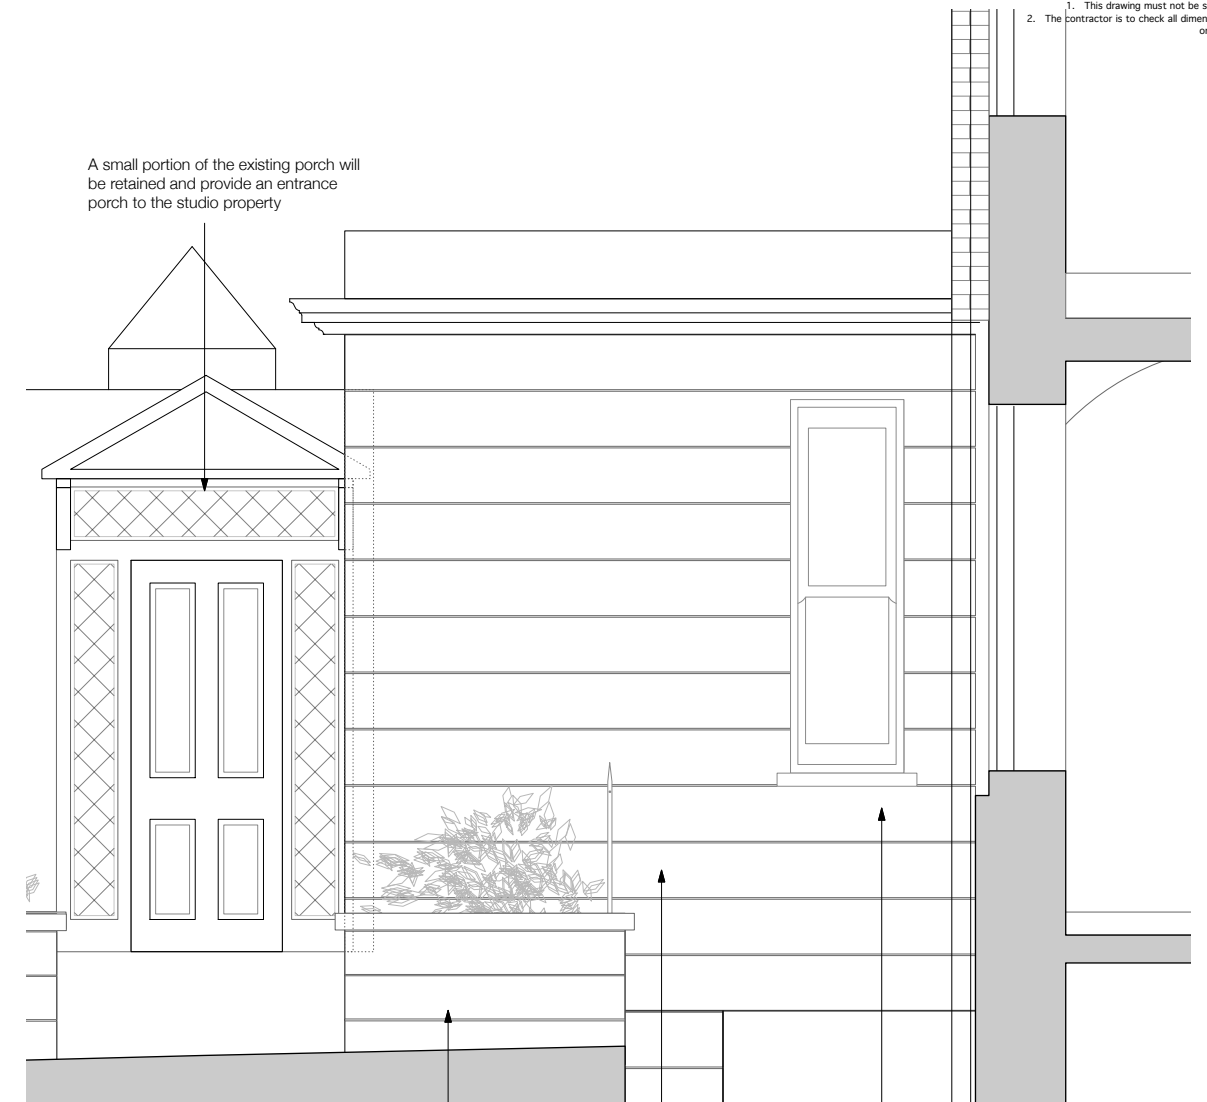 1. This drawing must not be s
2. The contractor is to check all dimen
or
A small portion of the existing porch will
be retained and provide an entrance
porch to the studio property